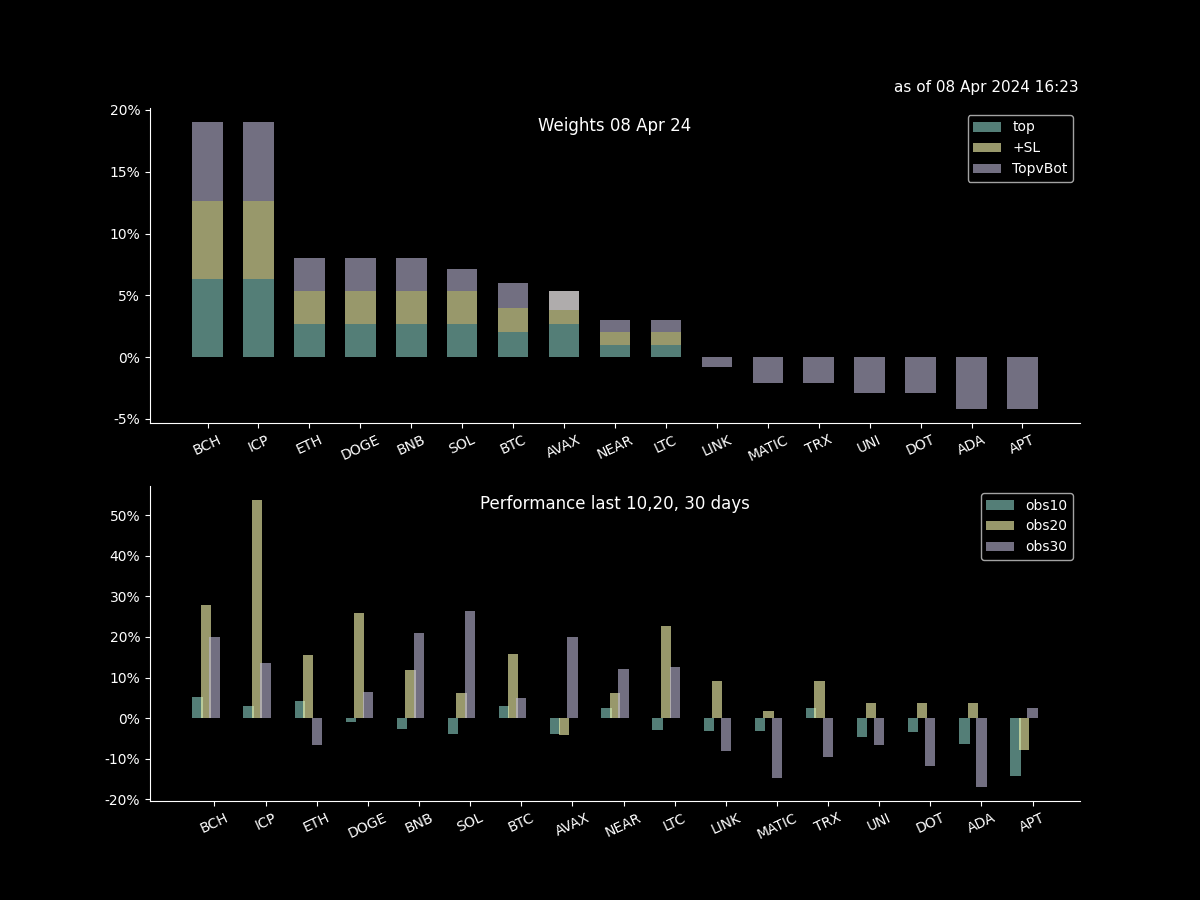 as of 08 Apr 2024 16:23
Weights 08 Apr 24
top
+SL
TopvBot
20%
15%
10%
5%
0%
-5%
BCH ICP ETH DOGE BNB SOL BTC AVAX NEAR LTC LINK MATIC TRX UNI DOT ADA APT
Performance last 10,20, 30 days
obs10
obs20
obs30
50%
40%
30%
20%
10%
0%
-10%
-20%
BCH ICP ETH DOGE BNB SOL BTC AVAX NEAR LTC LINK MATIC TRX UNI DOT ADA APT